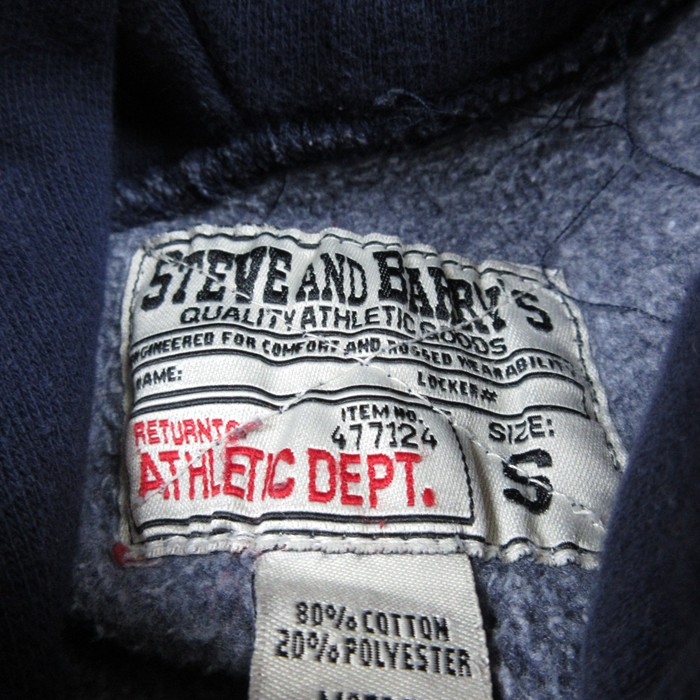 STEVE AND BARRY'S
QUALITY ATHLETIC GOODS
ENGINEERED FOR COMFORT AND RUGGED WEARABILITY
NAME: LOCKER#
RETURN TO ITEM NO.
477124
ATHLETIC DEPT.
SIZE:
S
80% COTTON
20% POLYESTER